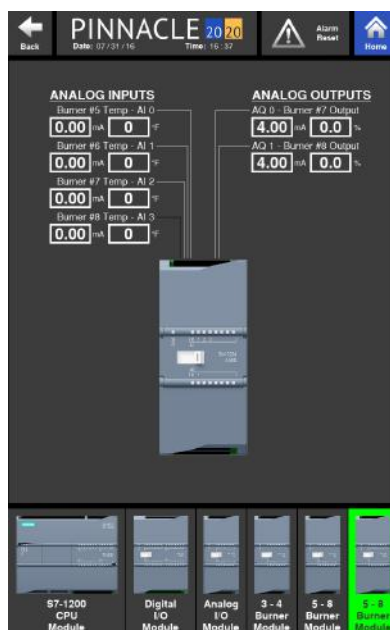 Back
PINNACLE 20 20
Date: 07/31/16 Time: 16:37
Alarm Reset
Home
ANALOG INPUTS
Burner #5 Temp - AI 0
0.00 mA 0 °F
Burner #6 Temp - AI 1
0.00 mA 0 °F
Burner #7 Temp - AI 2
0.00 mA 0 °F
Burner #8 Temp - AI 3
0.00 mA 0 °F
ANALOG OUTPUTS
AQ 0 - Burner #7 Output
4.00 mA 0.0 %
AQ 1 - Burner #8 Output
4.00 mA 0.0 %
S7-1200
CPU
Module
Digital
I/O
Module
Analog
I/O
Module
3 - 4
Burner
Module
5 - 8
Burner
Module
5 - 8
Burner
Module